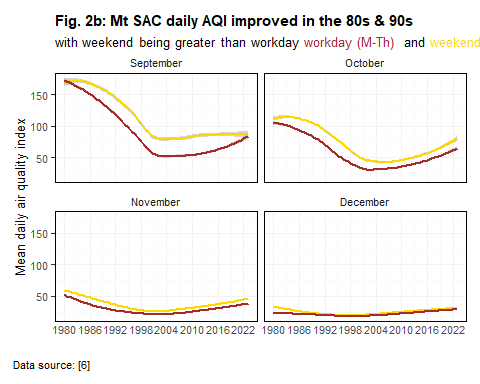 Fig. 2b: Mt SAC daily AQI improved in the 80s & 90s
with weekend being greater than workday workday (M-Th) and weekend
September
October
150
100
50
November
December
150
100
50
1980 1986 1992 1998 2004 2010 2016 2022
1980 1986 1992 1998 2004 2010 2016 2022
Mean daily air quality index
Data source: [6]